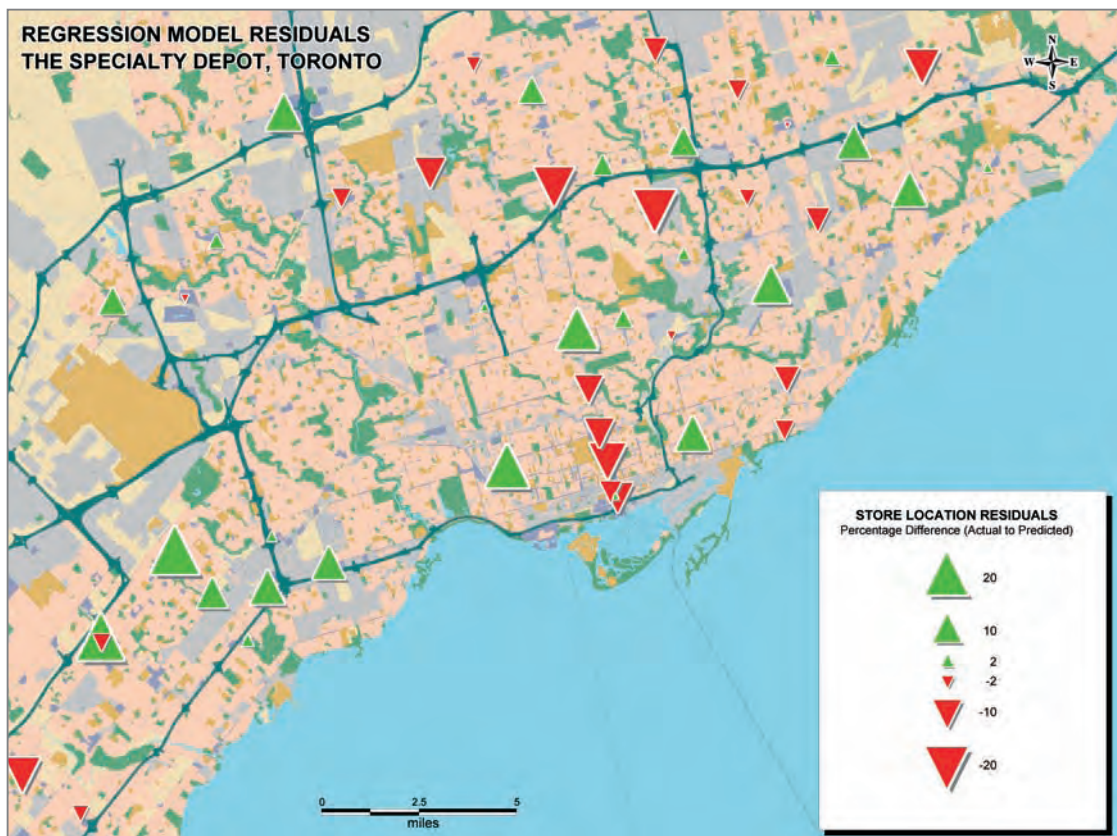 REGRESSION MODEL RESIDUALS
THE SPECIALTY DEPOT, TORONTO
N
W E
S
STORE LOCATION RESIDUALS
Percentage Difference (Actual to Predicted)
20
10
2
-2
-10
-20
0 2.5 5
miles